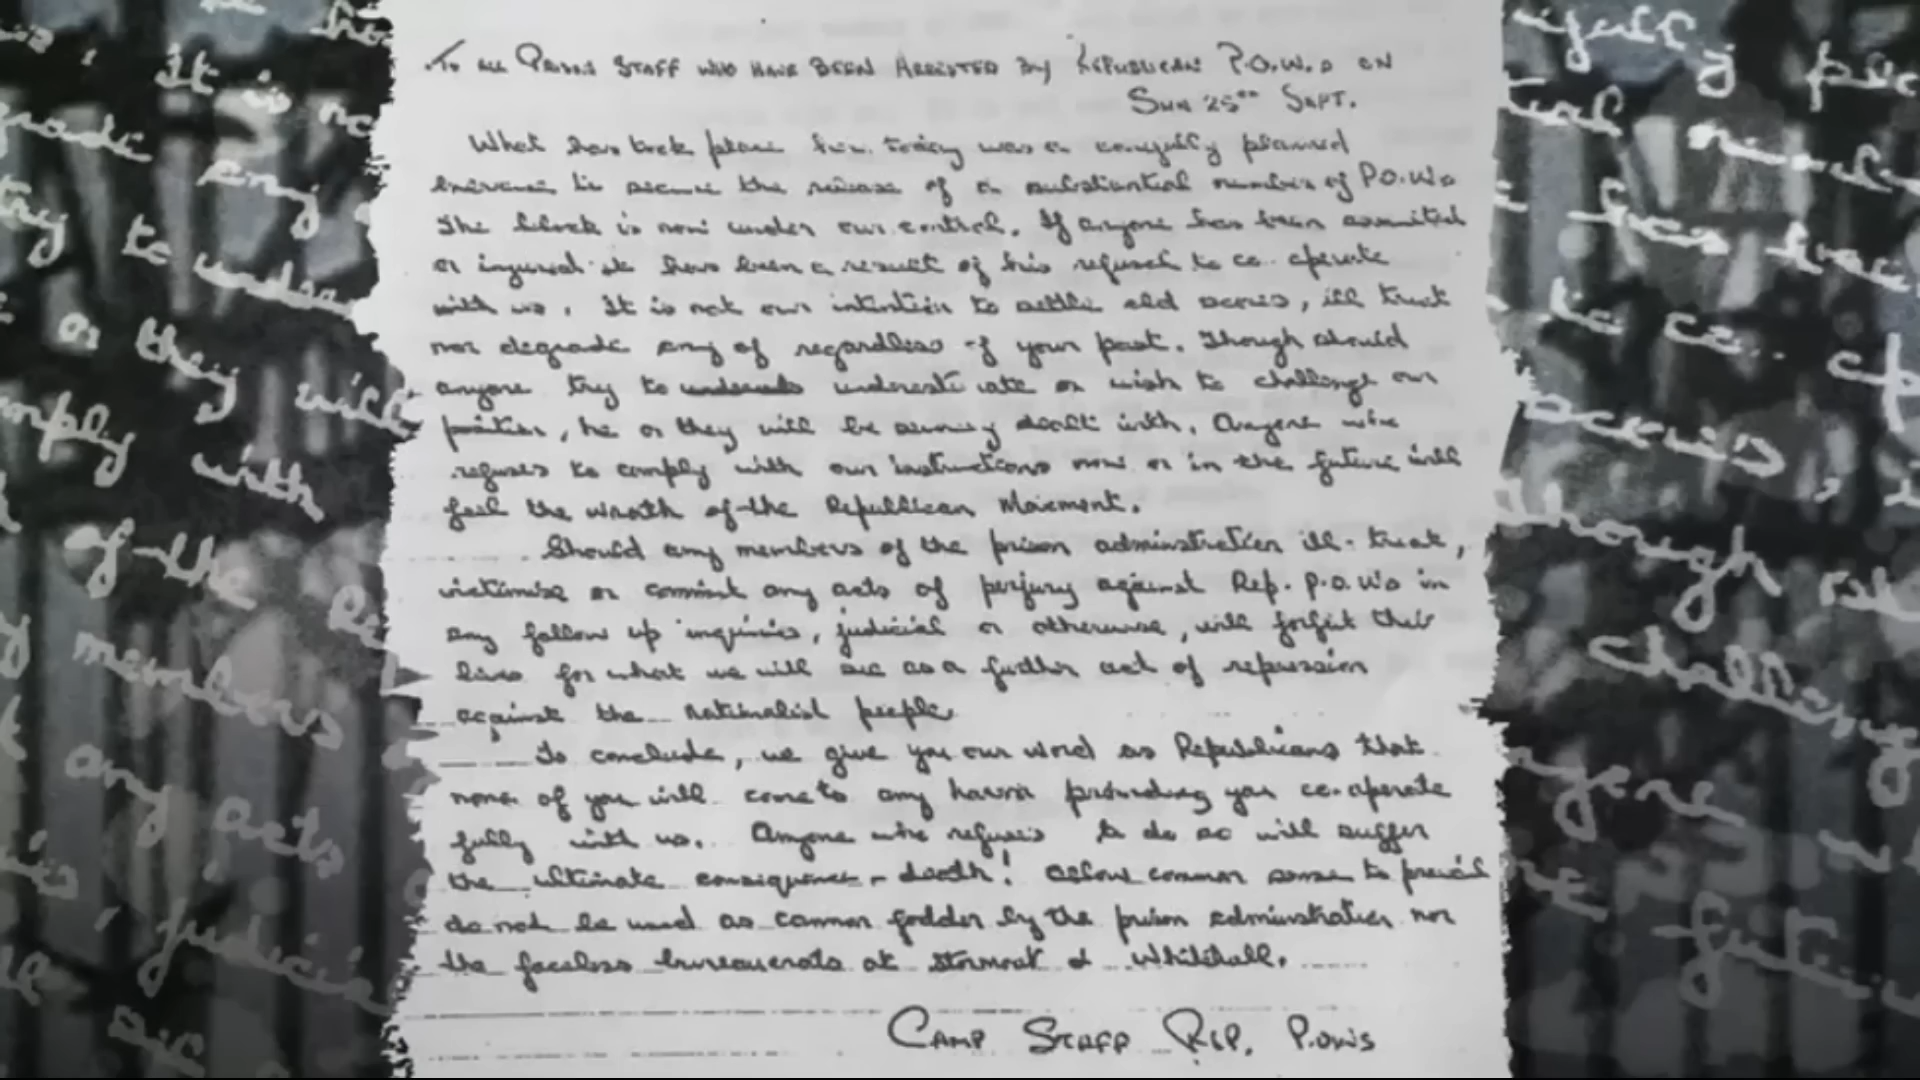 To all Prison Staff who have been Arrested by Republican P.O.W.s on
Sun 25th Sept.
What has took place here today was a carefully planned
exercise to secure the release of a substantial number of P.O.W.s
The block is now under our control. If anyone has been assaulted
or injured it has been a result of his refusal to co-operate
with us. It is not our intention to settle old scores, ill treat
nor degrade any of regardless of your past. Though should
anyone try to underestimate or wish to challenge our
position, he or they will be severely dealt with. Anyone who
refuses to comply with our instructions now or in the future will
feel the wrath of the Republican Movement.
Should any members of the prison adminstration ill-treat,
victimise or commit any acts of perjury against Rep. P.O.W's in
any follow up inquiries, judicial or otherwise, will forfeit their
lives for what we will see as a further act of repression
against the nationalist people.
To conclude, we give you our word as Republicans that
none of you will come to any harm providing you co-operate
fully with us. Anyone who refuses to do so will suffer
the ultimate consequence - death! Allow common sense to prevail
do not be used as cannon fodder by the prison adminstration nor
the faceless bureaucrats at Stormont & Whitehall.
Camp Staff Rep. P.O.W's